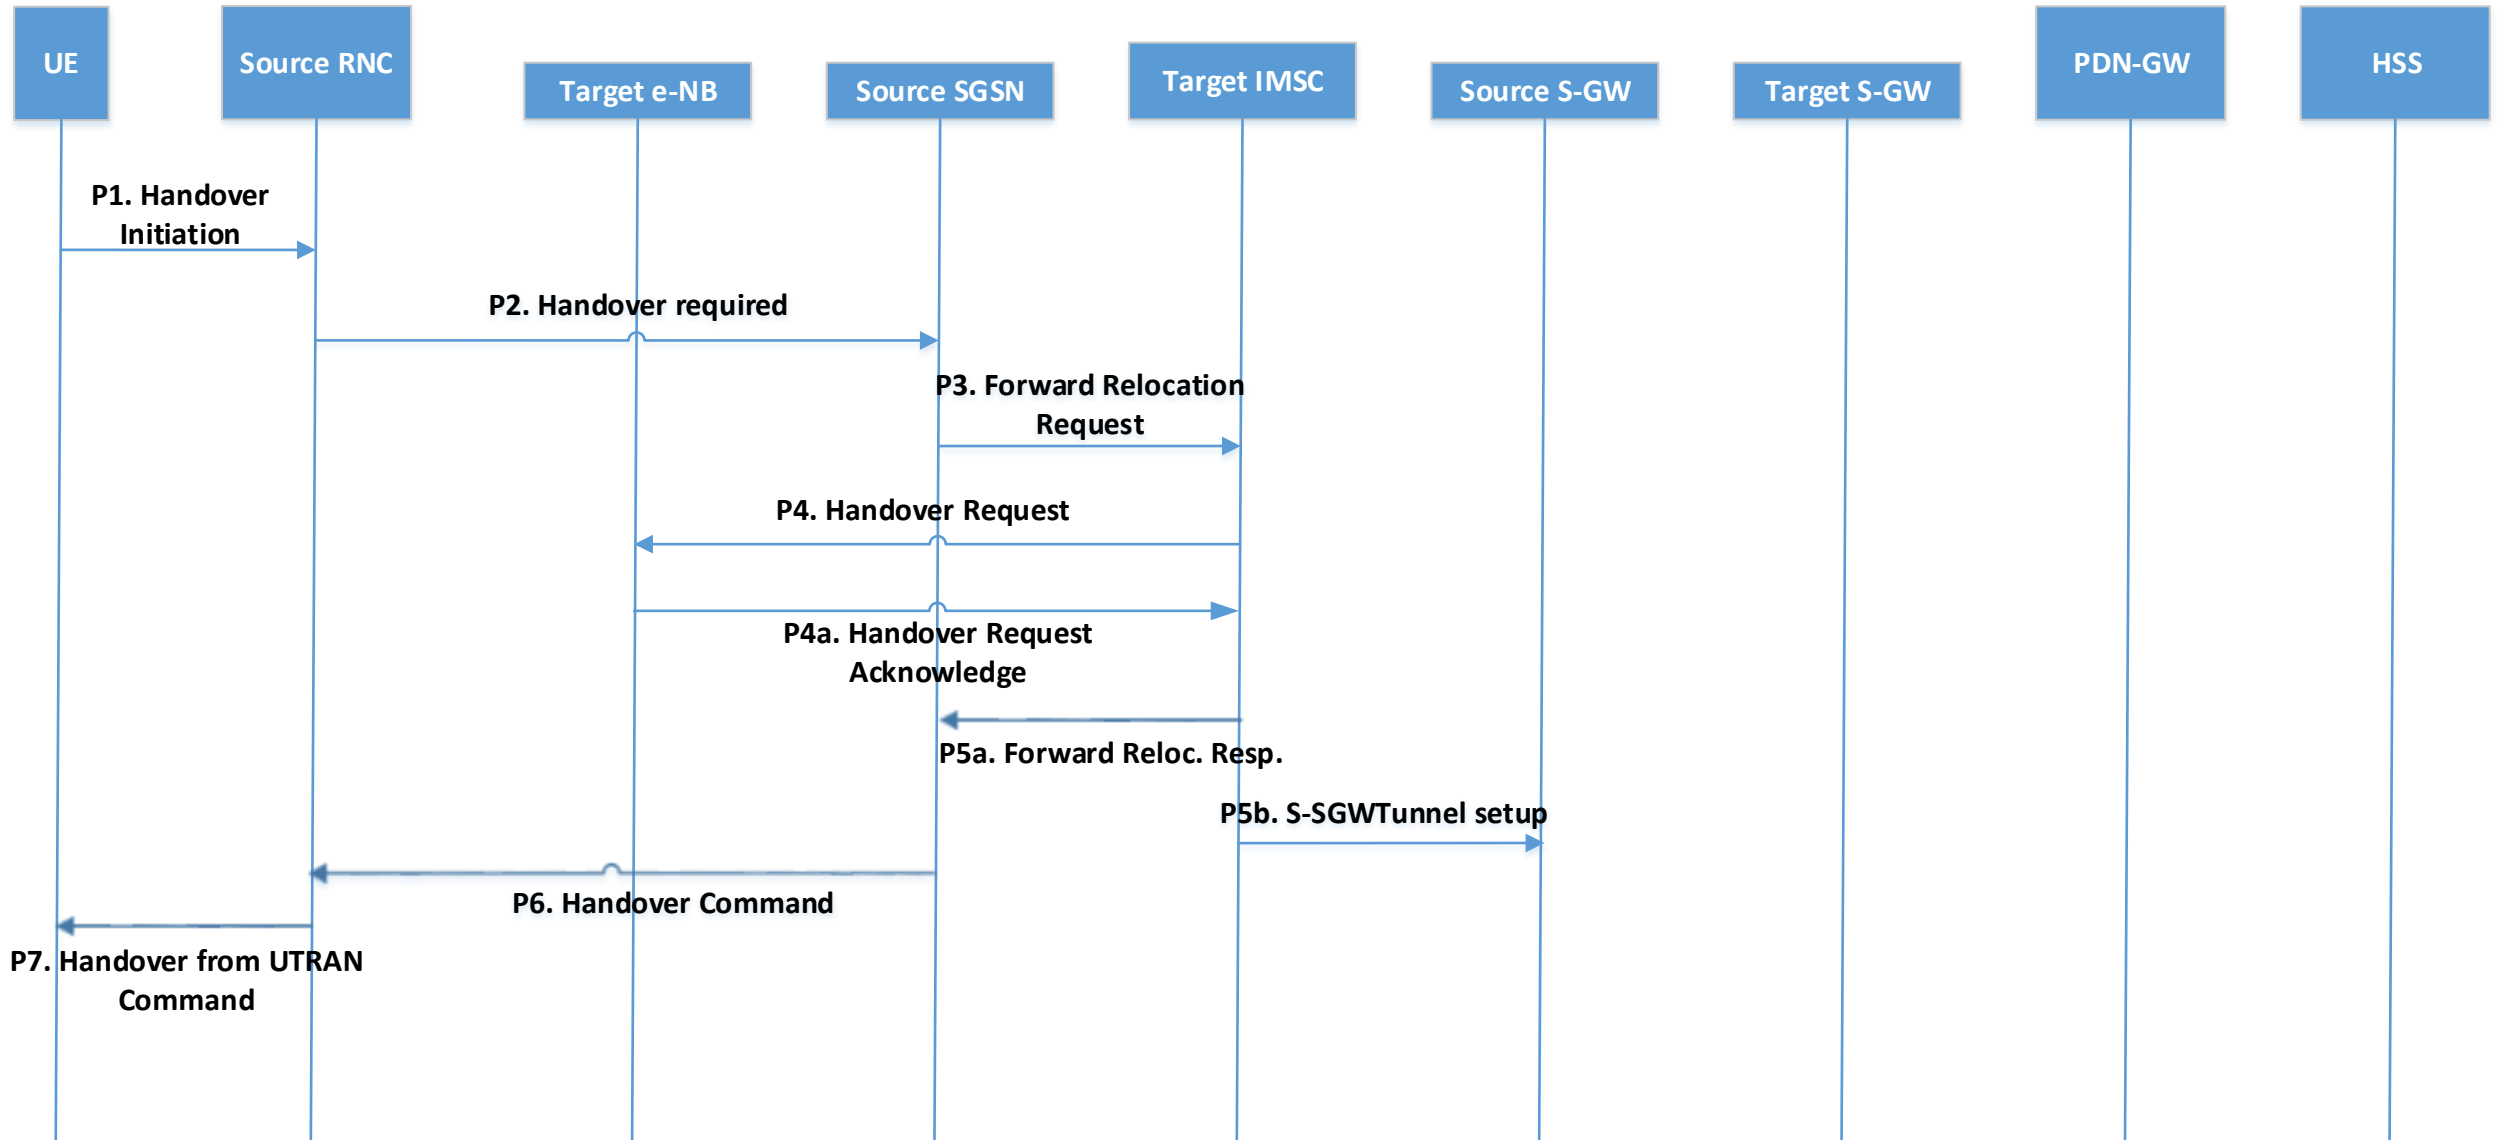 UE
Source RNC
Target e-NB
Source SGSN
Target IMSC
Source S-GW
Target S-GW
PDN-GW
HSS
P1. Handover
Initiation
P2. Handover required
P3. Forward Relocation
Request
P4. Handover Request
P4a. Handover Request
Acknowledge
P5a. Forward Reloc. Resp.
P5b. S-SGWTunnel setup
P6. Handover Command
P7. Handover from UTRAN
Command